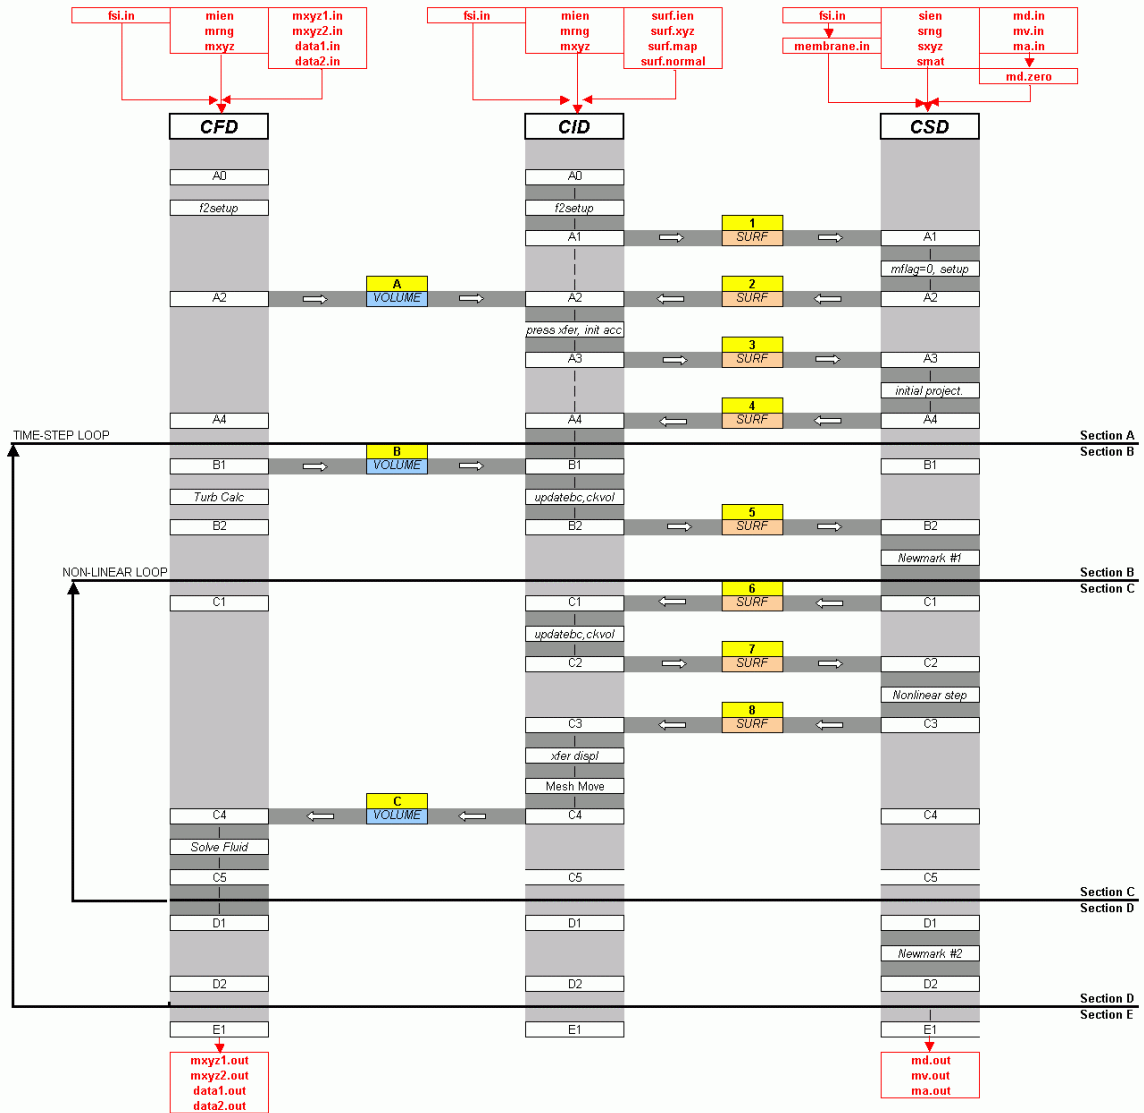 fsi.in mien mxyz1.in fsi.in mien surf.ien fsi.in sien md.in
mrng mxyz2.in mrng surf.xyz srng mv.in
mxyz data1.in mxyz surf.map membrane.in sxyz ma.in
data2.in surf.normal smat
md.zero
CFD CID CSD
A0 A0
f2setup f2setup
1
A1 SURF A1
mflag=0, setup
A 2
A2 VOLUME A2 SURF A2
press xfer, init acc
3
A3 SURF A3
initial project.
4
A4 A4 SURF A4
TIME-STEP LOOP Section A
B Section B
B1 VOLUME B1 B1
Turb Calc updatebc,ckvol
5
B2 B2 SURF B2
Newmark #1
NON-LINEAR LOOP Section B
6 Section C
C1 C1 SURF C1
updatebc,ckvol
7
C2 SURF C2
Nonlinear step
8
C3 SURF C3
xfer displ
Mesh Move
C
C4 VOLUME C4 C4
Solve Fluid
C5 C5 C5
Section C
Section D
D1 D1 D1
Newmark #2
D2 D2 D2
Section D
Section E
E1 E1 E1
mxyz1.out md.out
mxyz2.out mv.out
data1.out ma.out
data2.out